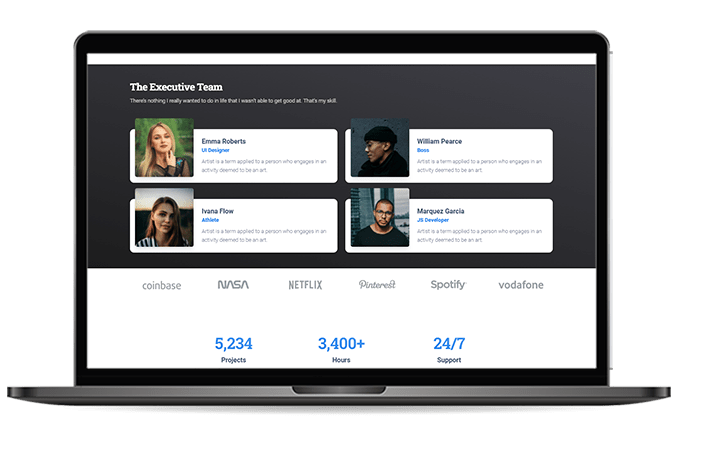 The Executive Team
There's nothing I really wanted to do in life that I wasn't able to get good at. That's my skill.
Emma Roberts
UI Designer
Artist is a term applied to a person who engages in an
activity deemed to be an art.
William Pearce
Boss
Artist is a term applied to a person who engages in an
activity deemed to be an art.
Ivana Flow
Athlete
Artist is a term applied to a person who engages in an
activity deemed to be an art.
Marquez Garcia
JS Developer
Artist is a term applied to a person who engages in an
activity deemed to be an art.
coinbase NASA NETFLIX Pinterest Spotify vodafone
5,234 3,400+ 24/7
Projects Hours Support